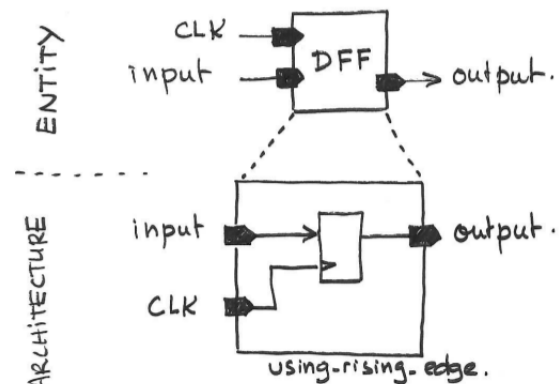 ENTITY
CLK
input
DFF
output.
ARCHITECTURE
input
output.
CLK
using-rising-edge.